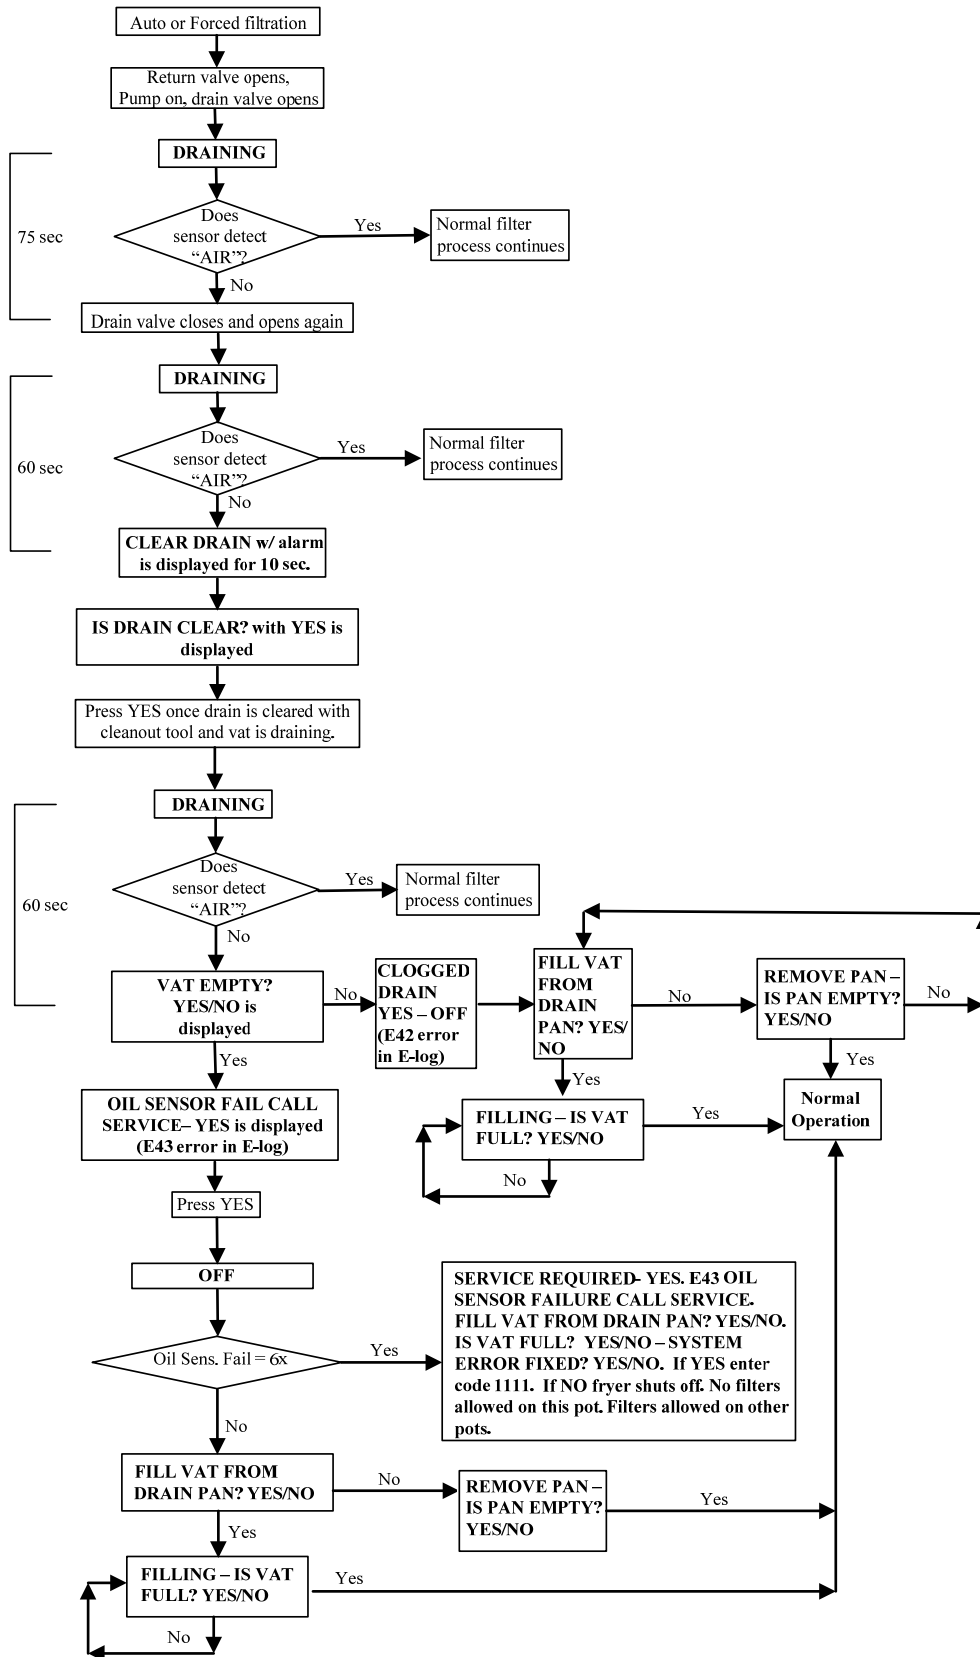 Auto or Forced filtration
Return valve opens,
Pump on, drain valve opens
DRAINING
75 sec
Does
sensor detect
“AIR”?
Yes
Normal filter
process continues
No
Drain valve closes and opens again
DRAINING
60 sec
Does
sensor detect
“AIR”?
Yes
Normal filter
process continues
No
CLEAR DRAIN w/ alarm
is displayed for 10 sec.
IS DRAIN CLEAR? with YES is
displayed
Press YES once drain is cleared with
cleanout tool and vat is draining.
DRAINING
60 sec
Does
sensor detect
“AIR”?
Yes
Normal filter
process continues
No
VAT EMPTY?
YES/NO is
displayed
No
CLOGGED
DRAIN
YES – OFF
(E42 error
in E-log)
FILL VAT
FROM
DRAIN
PAN? YES/
NO
No
REMOVE PAN –
IS PAN EMPTY?
YES/NO
No
Yes
Yes
Yes
Normal
Operation
OIL SENSOR FAIL CALL
SERVICE– YES is displayed
(E43 error in E-log)
FILLING – IS VAT
FULL? YES/NO
Yes
No
Press YES
OFF
Oil Sens. Fail = 6x
Yes
SERVICE REQUIRED- YES. E43 OIL
SENSOR FAILURE CALL SERVICE.
FILL VAT FROM DRAIN PAN? YES/NO.
IS VAT FULL? YES/NO – SYSTEM
ERROR FIXED? YES/NO. If YES enter
code 1111. If NO fryer shuts off. No filters
allowed on this pot. Filters allowed on other
pots.
No
FILL VAT FROM
DRAIN PAN? YES/NO
No
REMOVE PAN –
IS PAN EMPTY?
YES/NO
Yes
Yes
FILLING – IS VAT
FULL? YES/NO
Yes
No